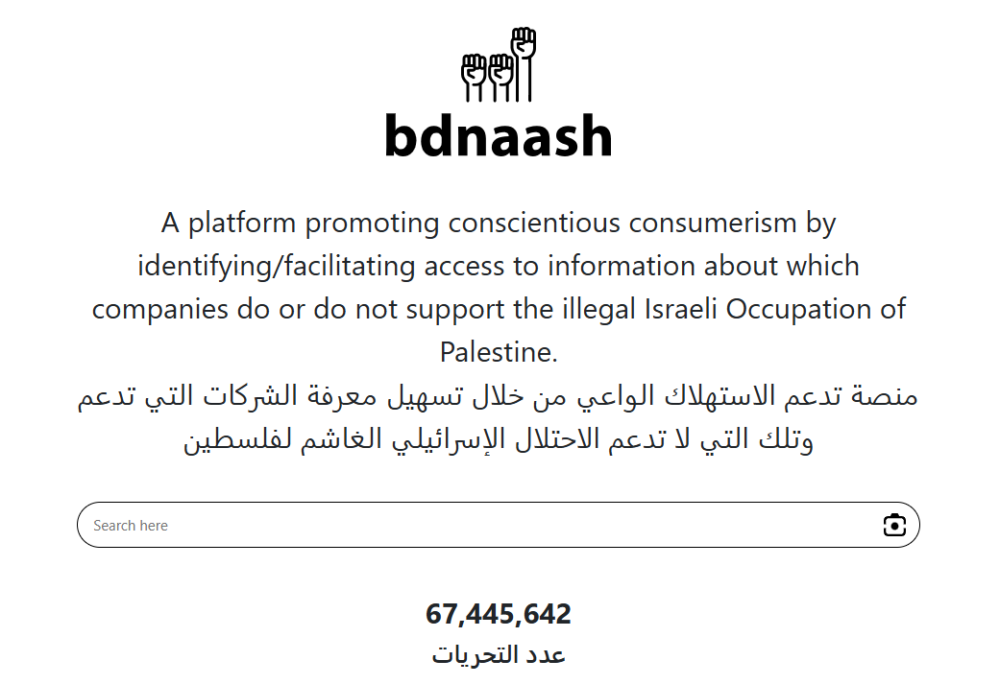 bdnaash
A platform promoting conscientious consumerism by
identifying/facilitating access to information about which
companies do or do not support the illegal Israeli Occupation of
Palestine.
منصة تدعم الاستهلاك الواعي من خلال تسهيل معرفة الشركات التي تدعم
وتلك التي لا تدعم الاحتلال الإسرائيلي الغاشم لفلسطين
Search here
67,445,642
عدد التحريات